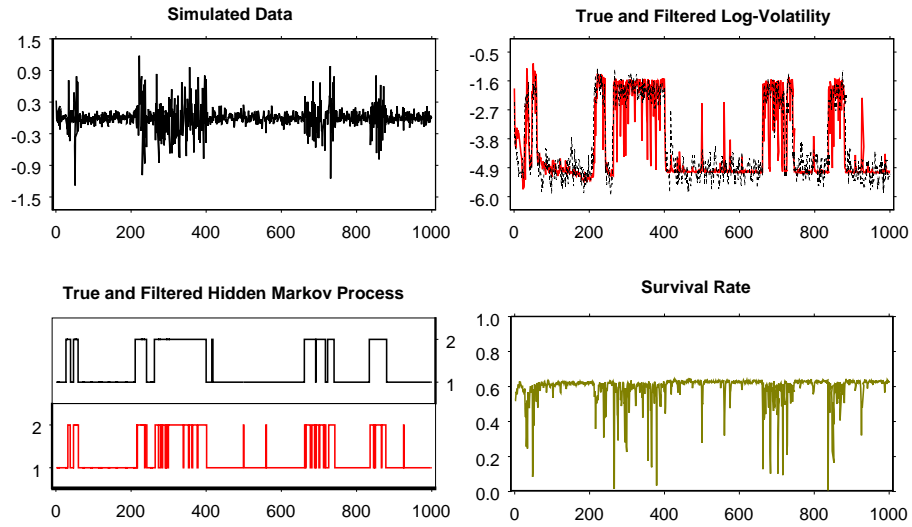 Simulated Data
1.5
0.9
0.3
-0.3
-0.9
-1.5
0 200 400 600 800 1000
True and Filtered Log-Volatility
-0.5
-1.6
-2.7
-3.8
-4.9
-6.0
0 200 400 600 800 1000
True and Filtered Hidden Markov Process
2
1
2
1
0 200 400 600 800 1000
Survival Rate
1.0
0.8
0.6
0.4
0.2
0.0
0 200 400 600 800 1000